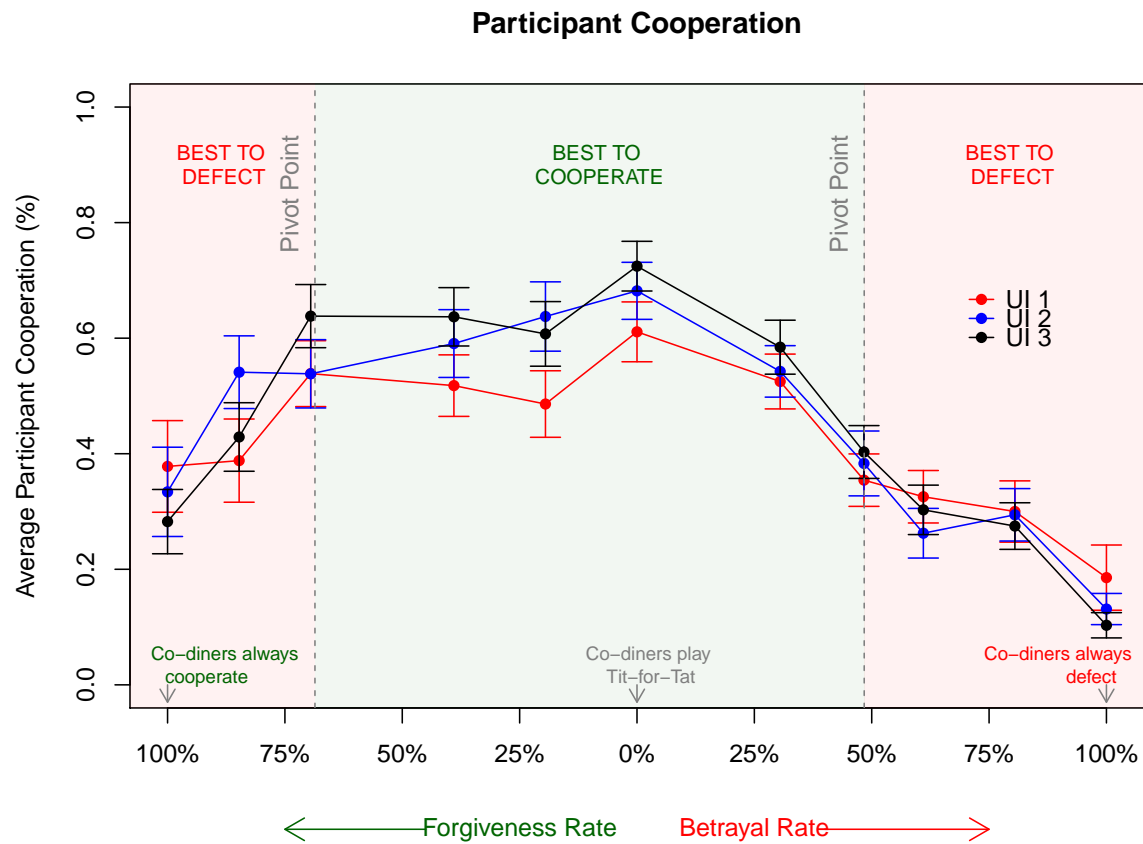 Participant Cooperation
Average Participant Cooperation (%)
1.0
0.8
0.6
0.4
0.2
0.0
BEST TO
DEFECT
Pivot Point
BEST TO
COOPERATE
Pivot Point
BEST TO
DEFECT
UI 1
UI 2
UI 3
Co−diners always
cooperate
Co−diners play
Tit−for−Tat
Co−diners always
defect
100% 75% 50% 25% 0% 25% 50% 75% 100%
Forgiveness Rate Betrayal Rate